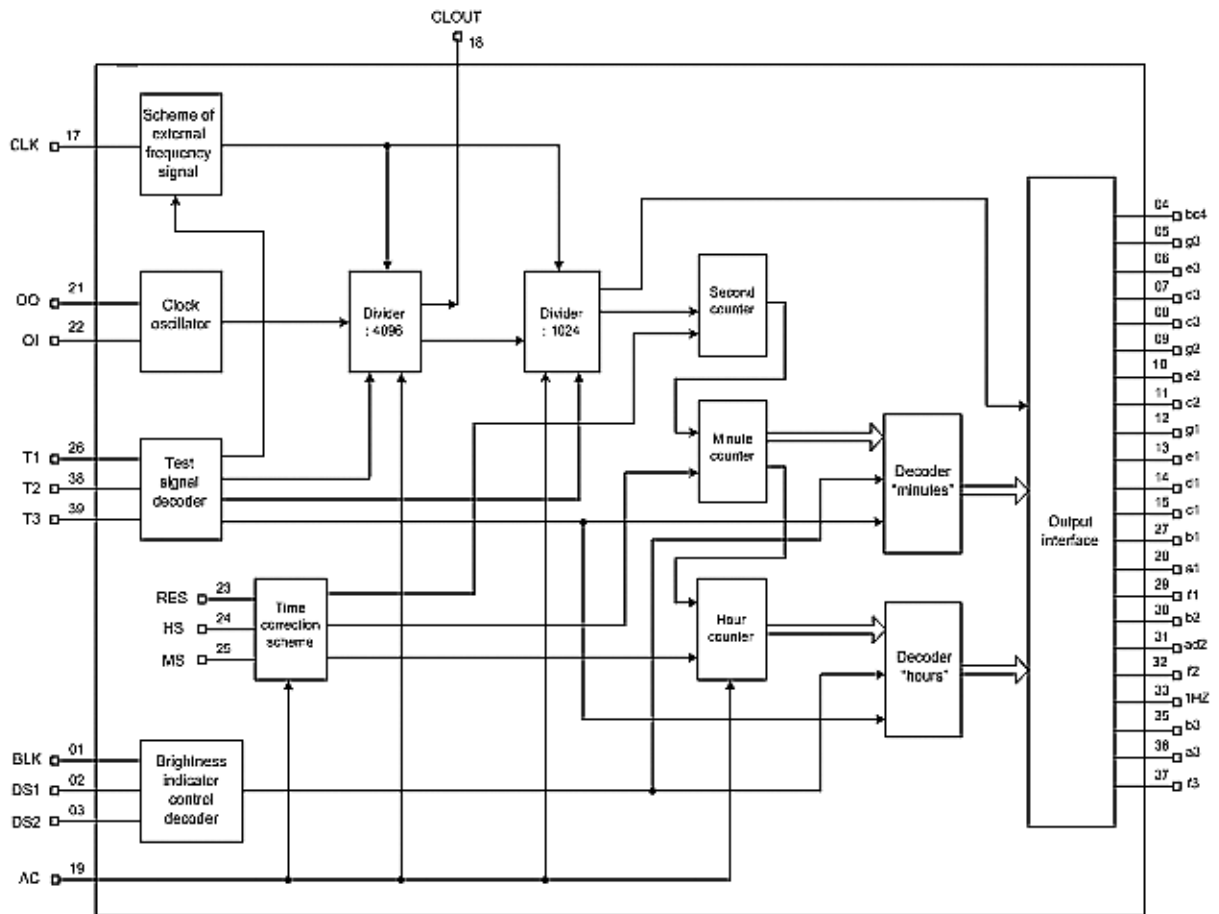 CLOUT
18
CLK
17
Scheme of
external
frequency
signal
OO
21
OI
22
Clock
oscillator
Divider
: 4096
Divider
: 1024
Second
counter
T1
26
T2
38
T3
39
Test
signal
decoder
Minute
counter
Decoder
"minutes"
RES
23
HS
24
MS
25
Time
correction
scheme
Hour
counter
Decoder
"hours"
BLK
01
DS1
02
DS2
03
Brightness
indicator
control
decoder
AC
19
Output
interface
04
bc4
05
g3
06
e3
07
08
c3
09
g2
10
e2
11
c2
12
g1
13
e1
14
d1
15
c1
27
b1
a1
29
f1
30
b2
31
ad2
32
f2
33
1HZ
35
b3
36
a3
37
f3